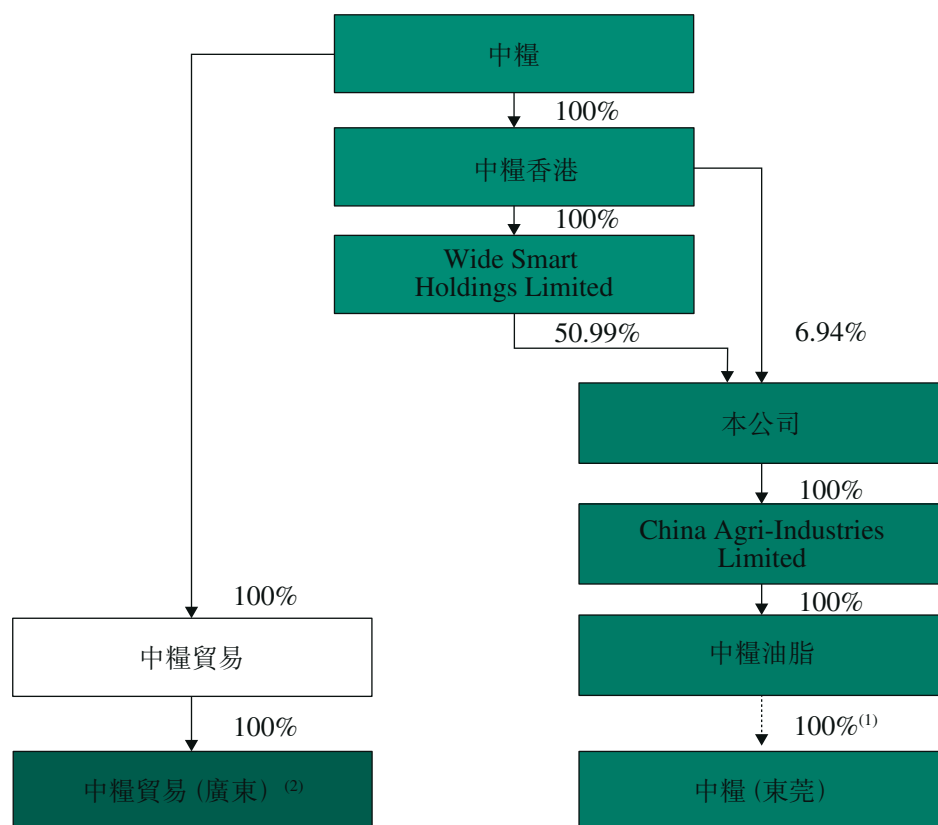 中糧
100%
中糧香港
100%
Wide Smart
Holdings Limited
50.99%
6.94%
本公司
100%
China Agri-Industries
Limited
100%
100%
中糧貿易
中糧油脂
100%
100%(1)
中糧貿易(廣東) (2)
中糧(東莞)